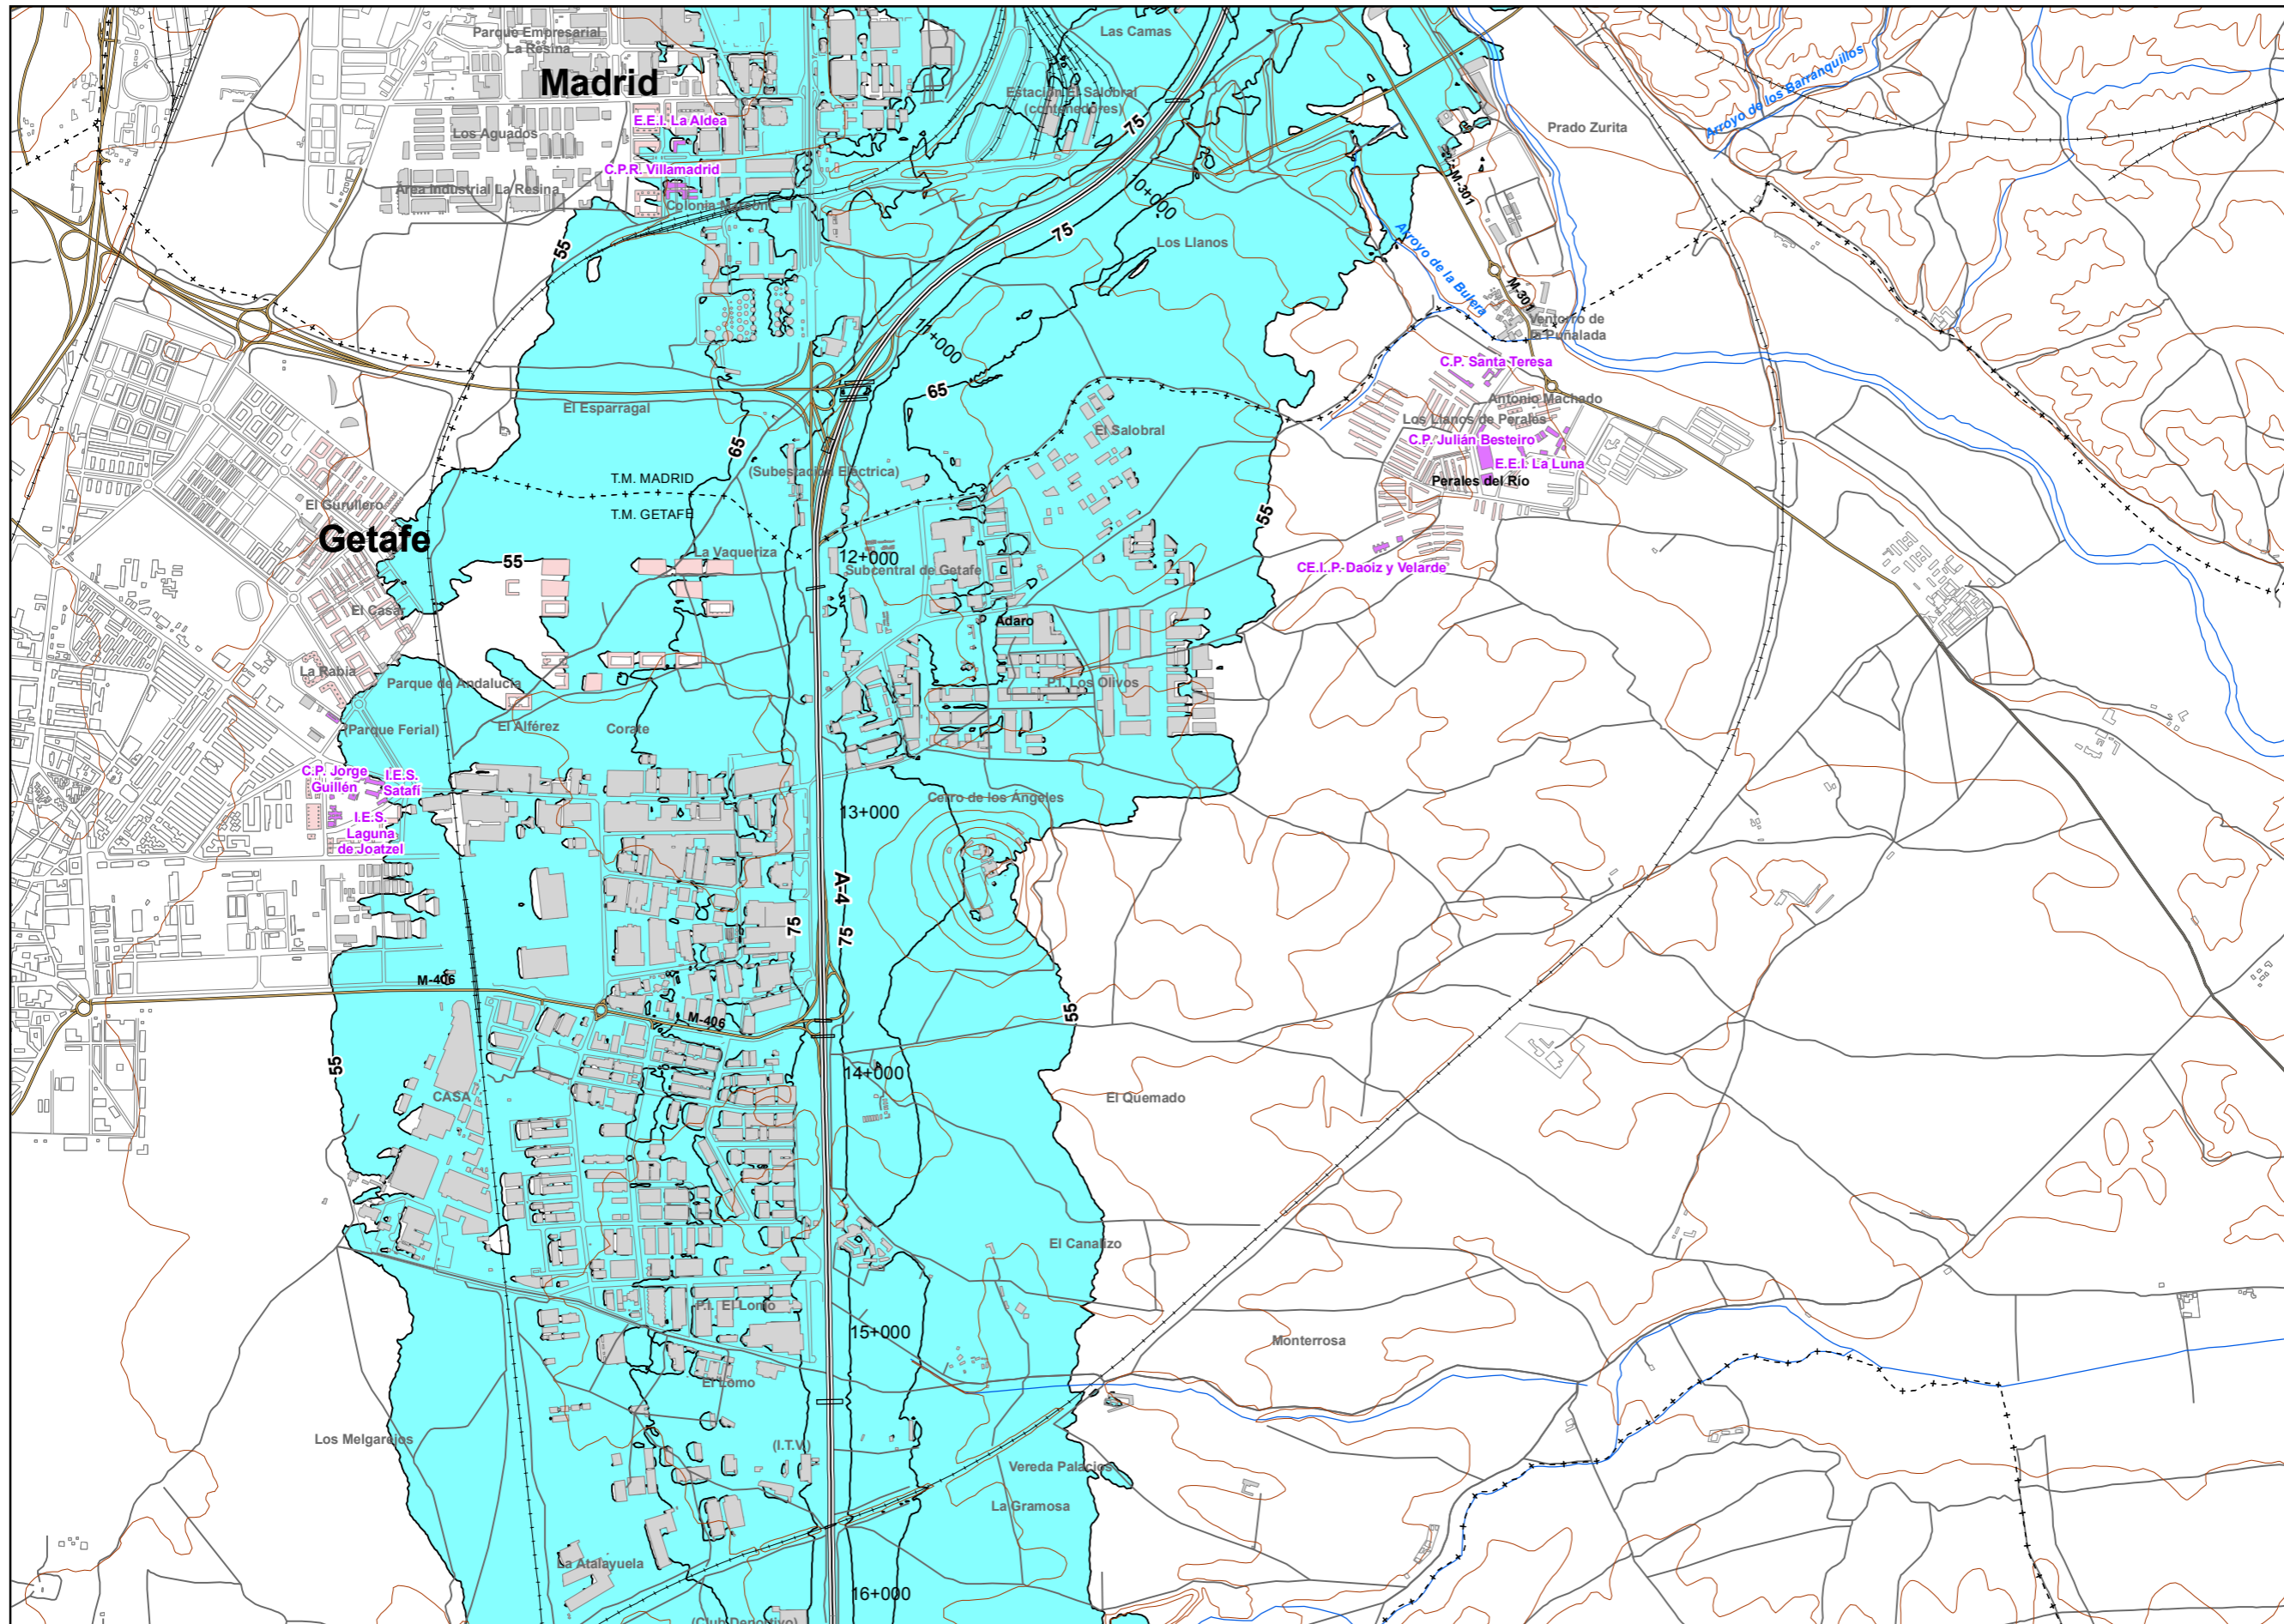 Parque Empresarial
La Resina
Las Camas
Madrid
Arroyo de los Barranquillos
Estación El Salobral
(contenedores)
75
E.E.I. La Aldea
Los Aguados
Prado Zurita
C.P.R. Villamadrid
Área Industrial La Resina
M-301
10+000
Colonia Marconi
75
55
Los Llanos
Arroyo de la Bulera
M-301
Ventorro de
la Puñalada
11+000
C.P. Santa Teresa
65
El Esparragal
Antonio Machado
Los Llanos de Perales
El Salobral
65
C.P. Julián Besteiro
E.E.I. La Luna
(Subestación Eléctrica)
T.M. MADRID
Perales del Río
El Gurullero
T.M. GETAFE
55
Getafe
La Vaqueriza
12+000
55
Subcentral de Getafe
CE.I..P. Daoiz y Velarde
El Casar
Adaro
La Rabia
Parque de Andalucía
P.I. Los Olivos
(Parque Ferial)
El Alférez
Corate
C.P. Jorge
Guillén
I.E.S.
Satafi
Cerro de los Ángeles
13+000
I.E.S.
Laguna
de Joatzel
A-4
75
75
M-406
M-406
55
55
14+000
CASA
El Quemado
El Canalizo
P.I. El Lomo
15+000
Monterrosa
El Lomo
Los Melgarejos
(I.T.V)
Vereda Palacios
La Gramosa
La Atalayuela
16+000
(Club Deportivo)